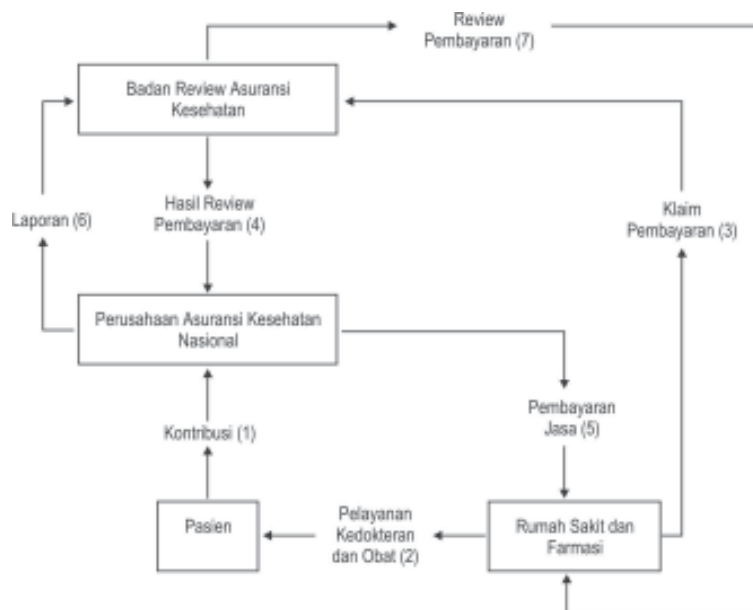 Review
Pembayaran (7)
Badan Review Asuransi
Kesehatan
Hasil Review
Pembayaran (4)
Laporan (6)
Klaim
Pembayaran (3)
Perusahaan Asuransi Kesehatan
Nasional
Pembayaran
Jasa (5)
Kontribusi (1)
Pasien
Pelayanan
Kedokteran
dan Obat (2)
Rumah Sakit dan
Farmasi